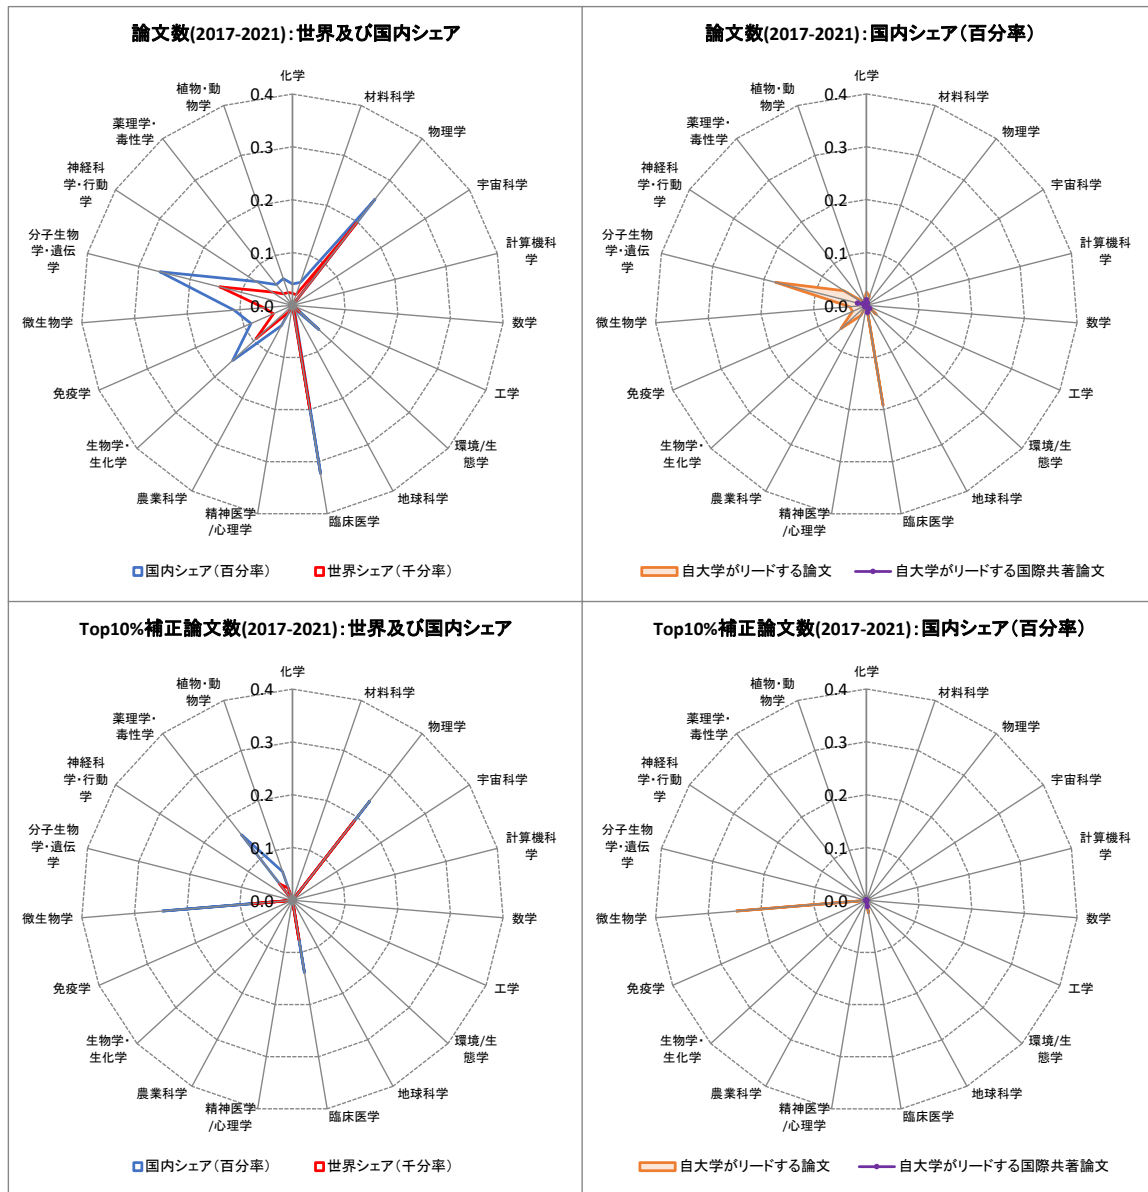 論文数(2017-2021):世界及び国内シェア
化学
材料科学
物理学
宇宙科学
計算機科
学
数学
工学
環境/生
態学
地球科学
臨床医学
精神医学
/心理学
農業科学
生物学・
生化学
免疫学
微生物学
分子生物
学・遺伝
学
神経科
学・行動
学
薬理学・
毒性学
植物・動
物学
0.4
0.3
0.2
0.1
0.0
国内シェア(百分率)
世界シェア(千分率)
論文数(2017-2021):国内シェア(百分率)
化学
材料科学
物理学
宇宙科学
計算機科
学
数学
工学
環境/生
態学
地球科学
臨床医学
精神医学
/心理学
農業科学
生物学・
生化学
免疫学
微生物学
分子生物
学・遺伝
学
神経科
学・行動
学
薬理学・
毒性学
植物・動
物学
0.4
0.3
0.2
0.1
0.0
自大学がリードする論文
自大学がリードする国際共著論文
Top10%補正論文数(2017-2021):世界及び国内シェア
化学
材料科学
物理学
宇宙科学
計算機科
学
数学
工学
環境/生
態学
地球科学
臨床医学
精神医学
/心理学
農業科学
生物学・
生化学
免疫学
微生物学
分子生物
学・遺伝
学
神経科
学・行動
学
薬理学・
毒性学
植物・動
物学
0.4
0.3
0.2
0.1
0.0
国内シェア(百分率)
世界シェア(千分率)
Top10%補正論文数(2017-2021):国内シェア(百分率)
化学
材料科学
物理学
宇宙科学
計算機科
学
数学
工学
環境/生
態学
地球科学
臨床医学
精神医学
/心理学
農業科学
生物学・
生化学
免疫学
微生物学
分子生物
学・遺伝
学
神経科
学・行動
学
薬理学・
毒性学
植物・動
物学
0.4
0.3
0.2
0.1
0.0
自大学がリードする論文
自大学がリードする国際共著論文